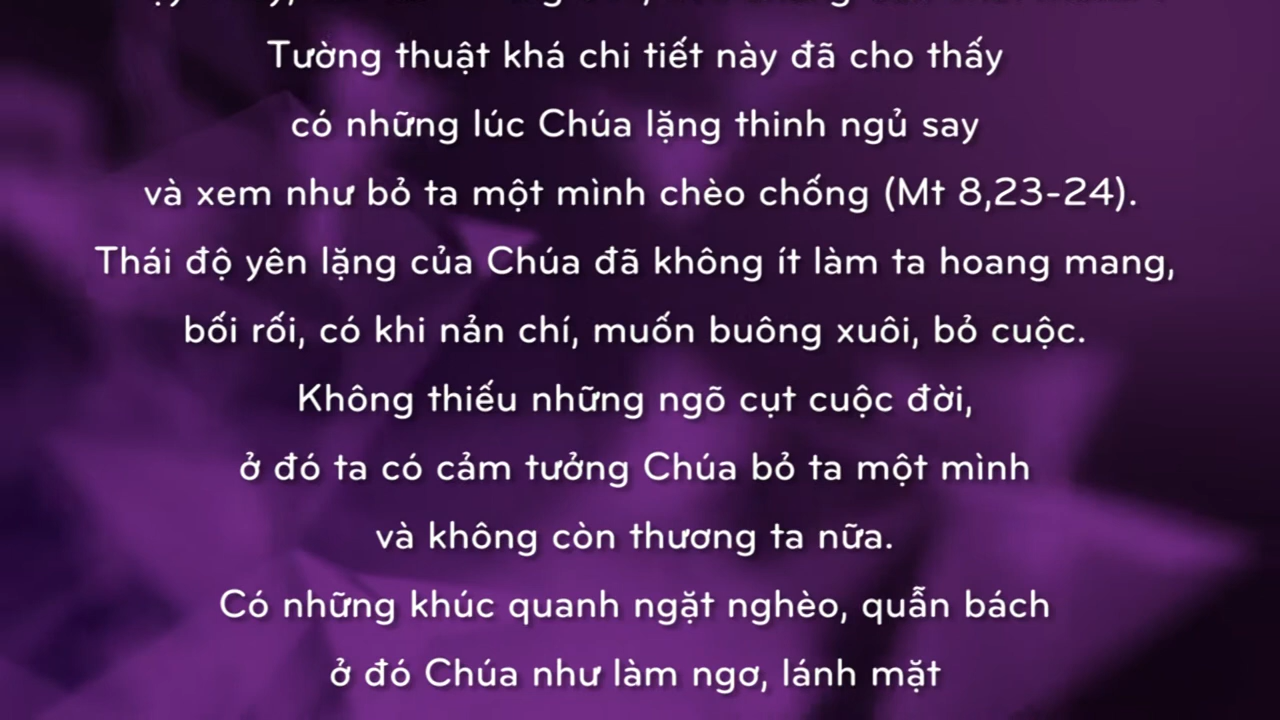 Tường thuật khá chi tiết này đã cho thấy
có những lúc Chúa lặng thinh ngủ say
và xem như bỏ ta một mình chèo chống (Mt 8,23-24).
Thái độ yên lặng của Chúa đã không ít làm ta hoang mang,
bối rối, có khi nản chí, muốn buông xuôi, bỏ cuộc.
Không thiếu những ngõ cụt cuộc đời,
ở đó ta có cảm tưởng Chúa bỏ ta một mình
và không còn thương ta nữa.
Có những khúc quanh ngặt nghèo, quẫn bách
ở đó Chúa như làm ngơ, lánh mặt